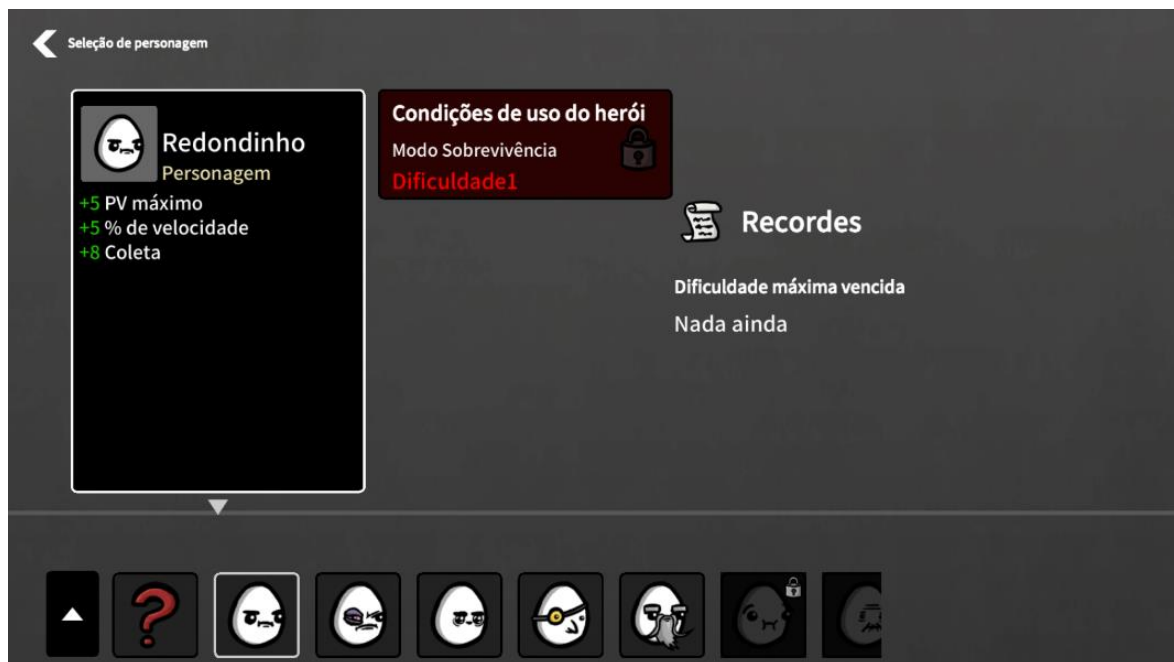 Seleção de personagem
Redondinho
Personagem
+5 PV máximo
+5 % de velocidade
+8 Coleta
Condições de uso do herói
Modo Sobrevivência
Dificuldade1
Recordes
Dificuldade máxima vencida
Nada ainda
?